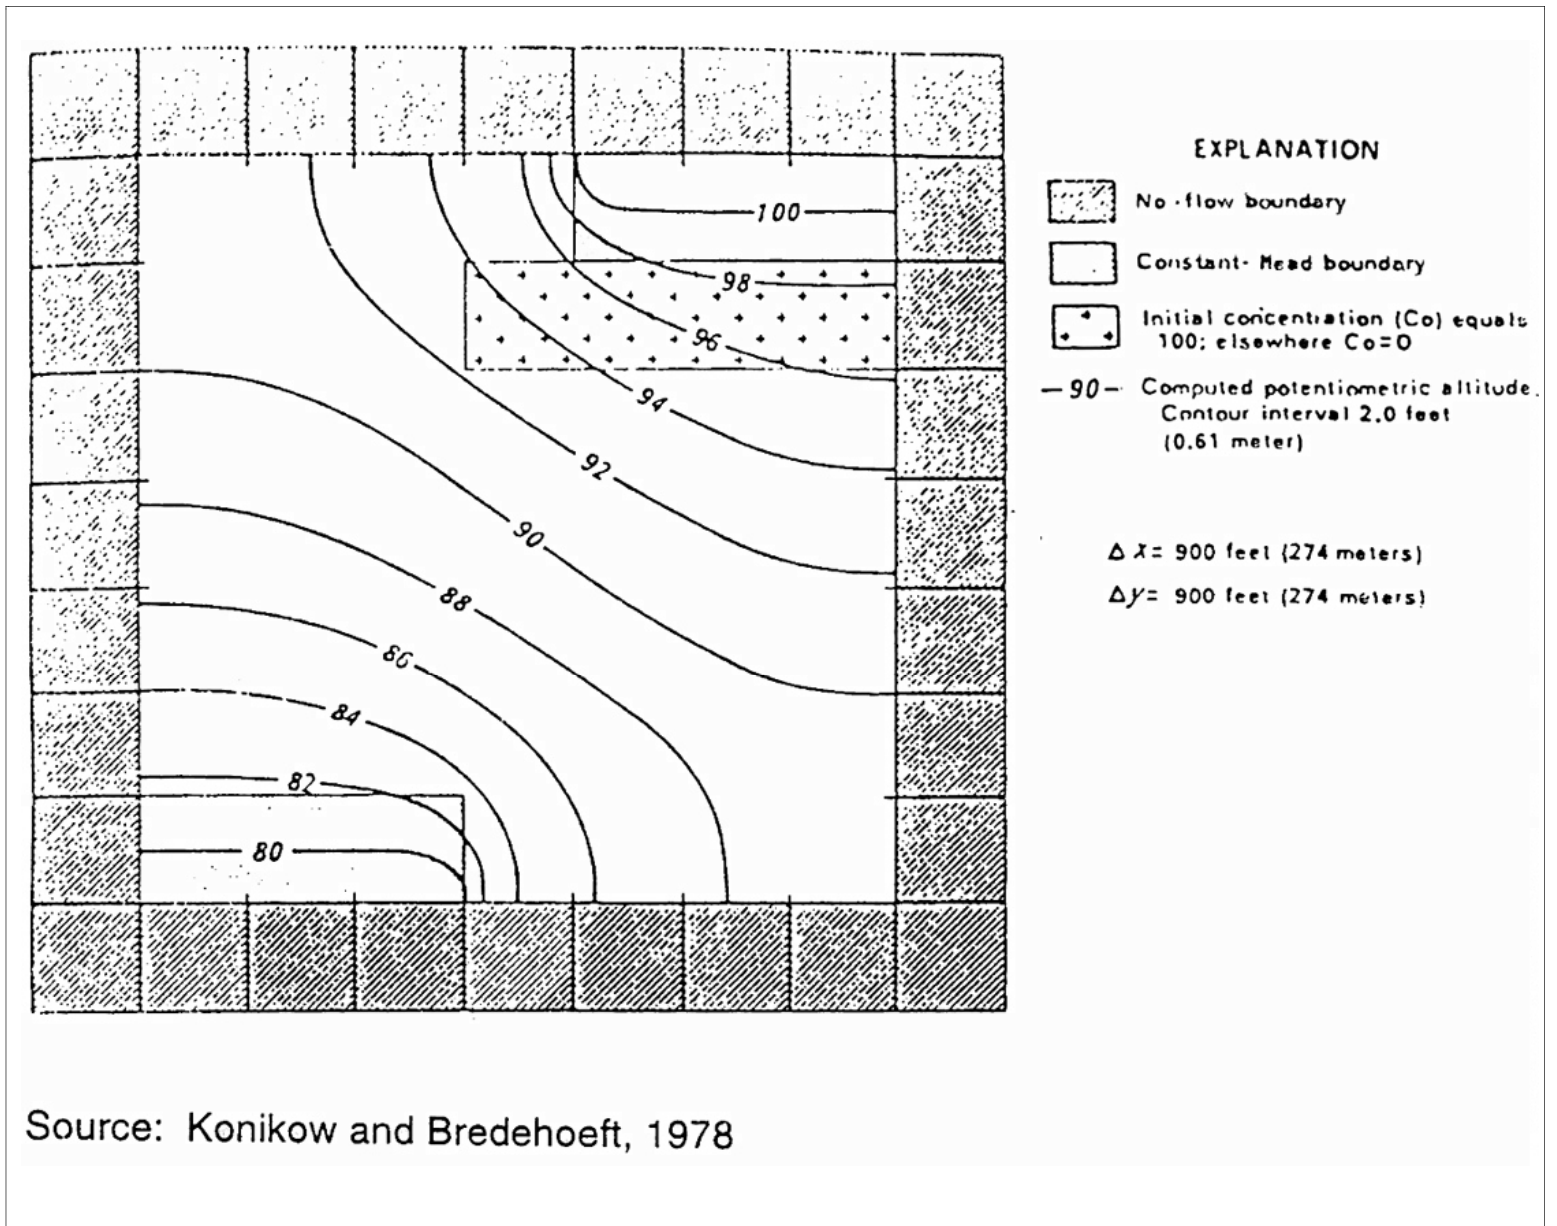 EXPLANATION
No-flow boundary
Constant-Head boundary
Initial concentration (Co) equals
100; elsewhere Co=0
—90— Computed potentiometric altitude.
Contour interval 2.0 feet
(0.61 meter)
Δx= 900 feet (274 meters)
Δy= 900 feet (274 meters)
100
98
96
94
92
90
88
86
84
82
80
Source: Konikow and Bredehoeft, 1978